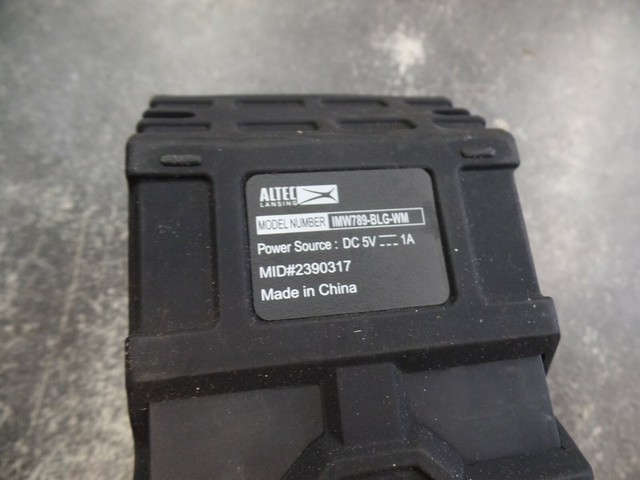 ALTEC
LANSING
MODEL NUMBER IMW789-BLG-WM
Power Source : DC 5V ⎓ 1A
MID#2390317
Made in China